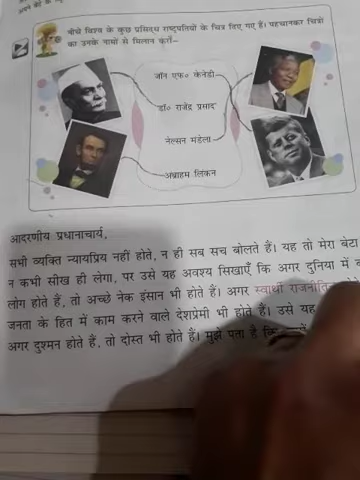 नीचे विश्व के कुछ प्रसिद्ध राष्ट्रपतियों के चित्र दिए गए हैं। पहचानकर चित्रों
का उनके नामों से मिलान करो–
जॉन एफ० केनेडी
डॉ० राजेंद्र प्रसाद
नेल्सन मंडेला
अब्राहम लिंकन
आदरणीय प्रधानाचार्य,
सभी व्यक्ति न्यायप्रिय नहीं होते, न ही सब सच बोलते हैं। यह तो मेरा बेटा
न कभी सीख ही लेगा, पर उसे यह अवश्य सिखाएँ कि अगर दुनिया में
लोग होते हैं, तो अच्छे नेक इंसान भी होते हैं। अगर स्वार्थी राजनीति
जनता के हित में काम करने वाले देशप्रेमी भी होते हैं। उसे यह
अगर दुश्मन होते हैं, तो दोस्त भी होते हैं। मुझे पता है कि